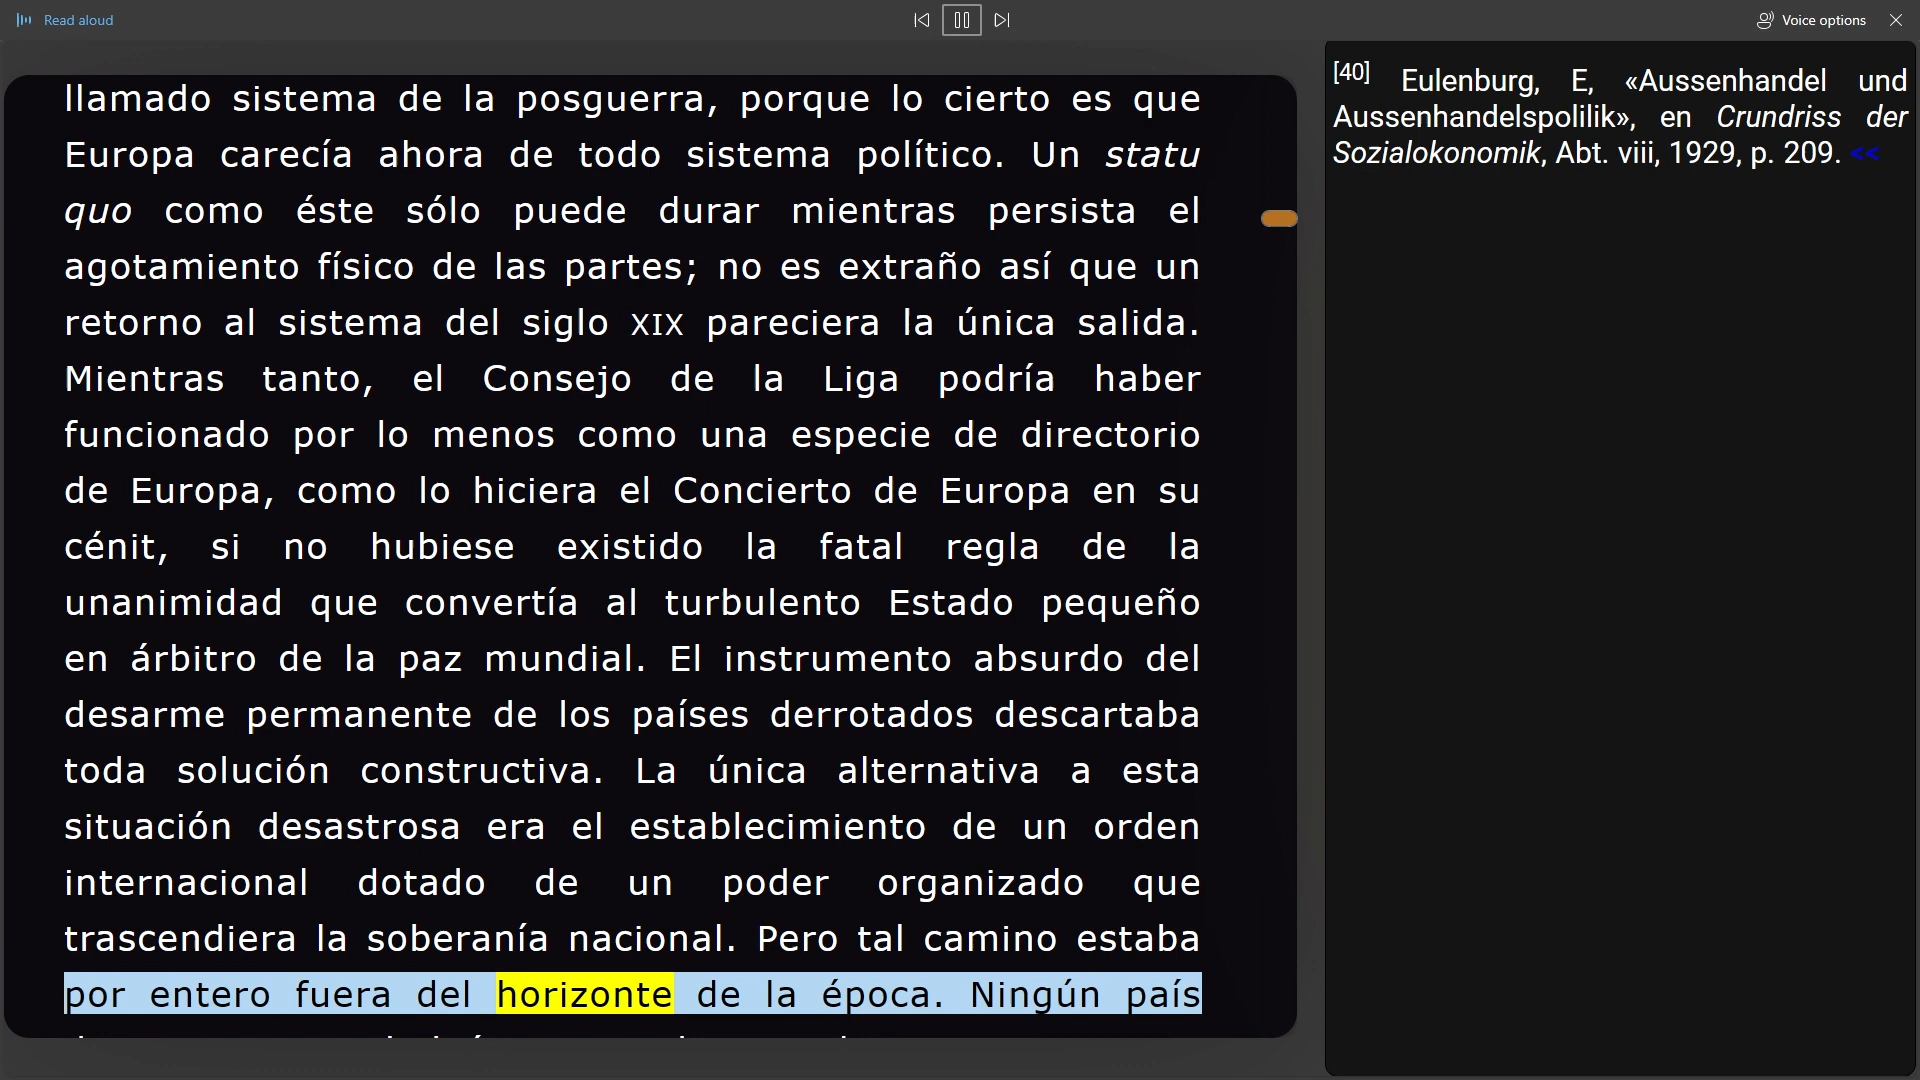 Read aloud
Voice options
llamado sistema de la posguerra, porque lo cierto es que
Europa carecía ahora de todo sistema político. Un statu
quo como éste sólo puede durar mientras persista el
agotamiento físico de las partes; no es extraño así que un
retorno al sistema del siglo XIX pareciera la única salida.
Mientras tanto, el Consejo de la Liga podría haber
funcionado por lo menos como una especie de directorio
de Europa, como lo hiciera el Concierto de Europa en su
cénit, si no hubiese existido la fatal regla de la
unanimidad que convertía al turbulento Estado pequeño
en árbitro de la paz mundial. El instrumento absurdo del
desarme permanente de los países derrotados descartaba
toda solución constructiva. La única alternativa a esta
situación desastrosa era el establecimiento de un orden
internacional dotado de un poder organizado que
trascendiera la soberanía nacional. Pero tal camino estaba
por entero fuera del horizonte de la época. Ningún país
[40] Eulenburg, E, «Aussenhandel und
Aussenhandelspolilik», en Crundriss der
Sozialokonomik, Abt. viii, 1929, p. 209. <<